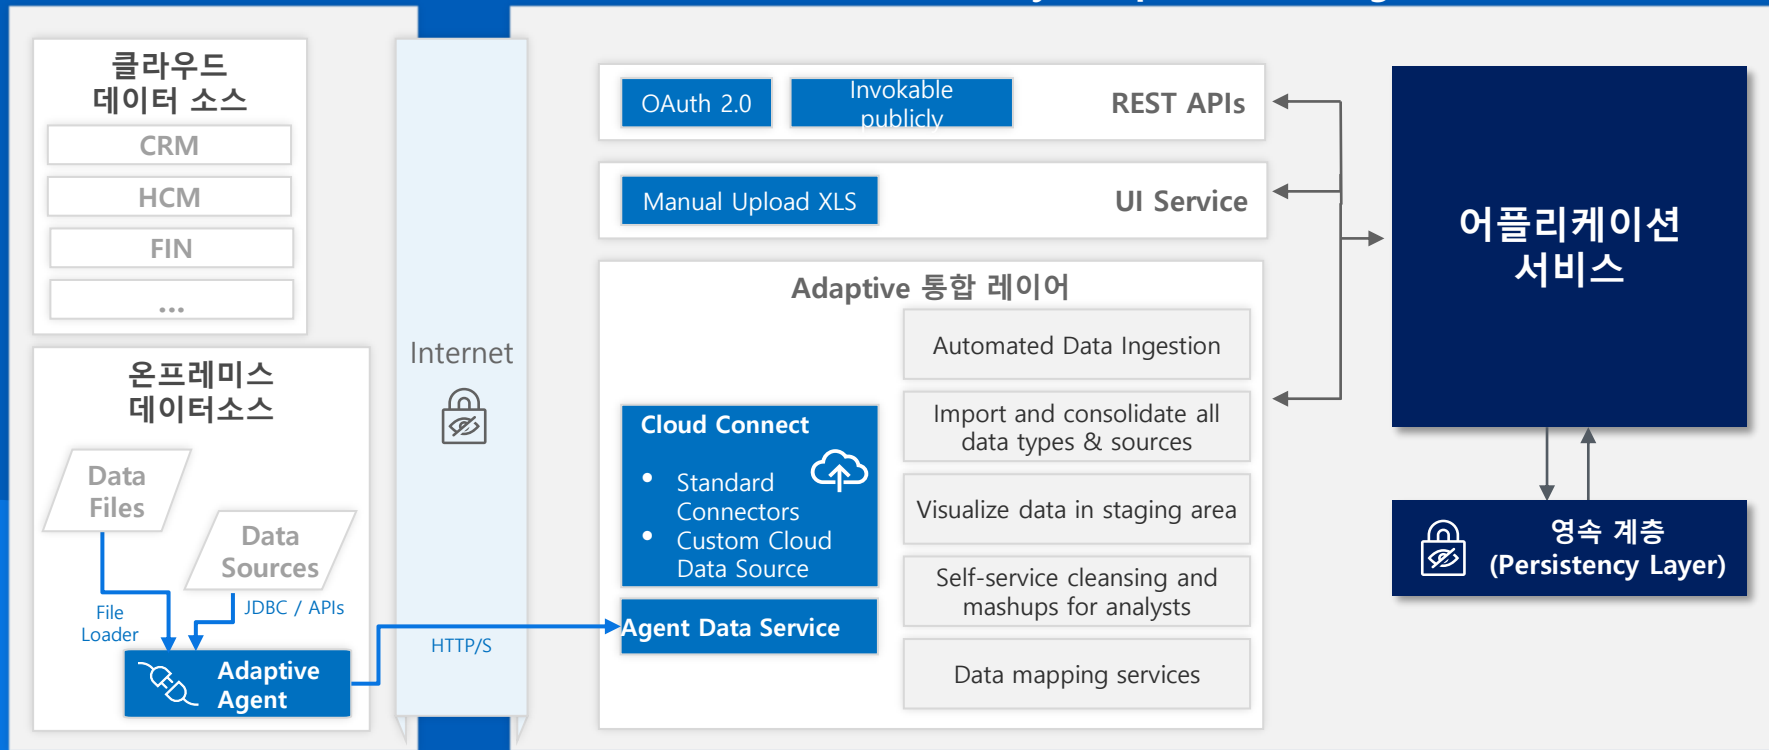 클라우드
데이터 소스
CRM
HCM
FIN
...
온프레미스
데이터소스
Data
Files
Data
Sources
File
Loader
JDBC / APIs
Adaptive
Agent
Internet
HTTP/S
OAuth 2.0
Invokable
publicly
REST APIs
Manual Upload XLS
UI Service
Adaptive 통합 레이어
Cloud Connect
• Standard
Connectors
• Custom Cloud
Data Source
Agent Data Service
Automated Data Ingestion
Import and consolidate all
data types & sources
Visualize data in staging area
Self-service cleansing and
mashups for analysts
Data mapping services
어플리케이션
서비스
영속 계층
(Persistency Layer)